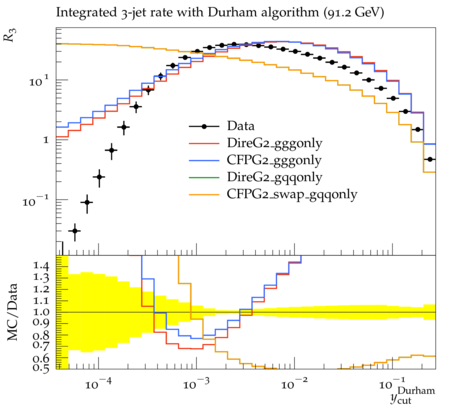 Integrated 3-jet rate with Durham algorithm (91.2 GeV)
R3
10^1
1
10^−1
Data
DireG2_gggonly
CFPG2_gggonly
DireG2_gqqonly
CFPG2_swap_gqqonly
MC/Data
1.4
1.3
1.2
1.1
1.0
0.9
0.8
0.7
0.6
0.5
10^−4 10^−3 10^−2 10^−1
y_cut^Durham